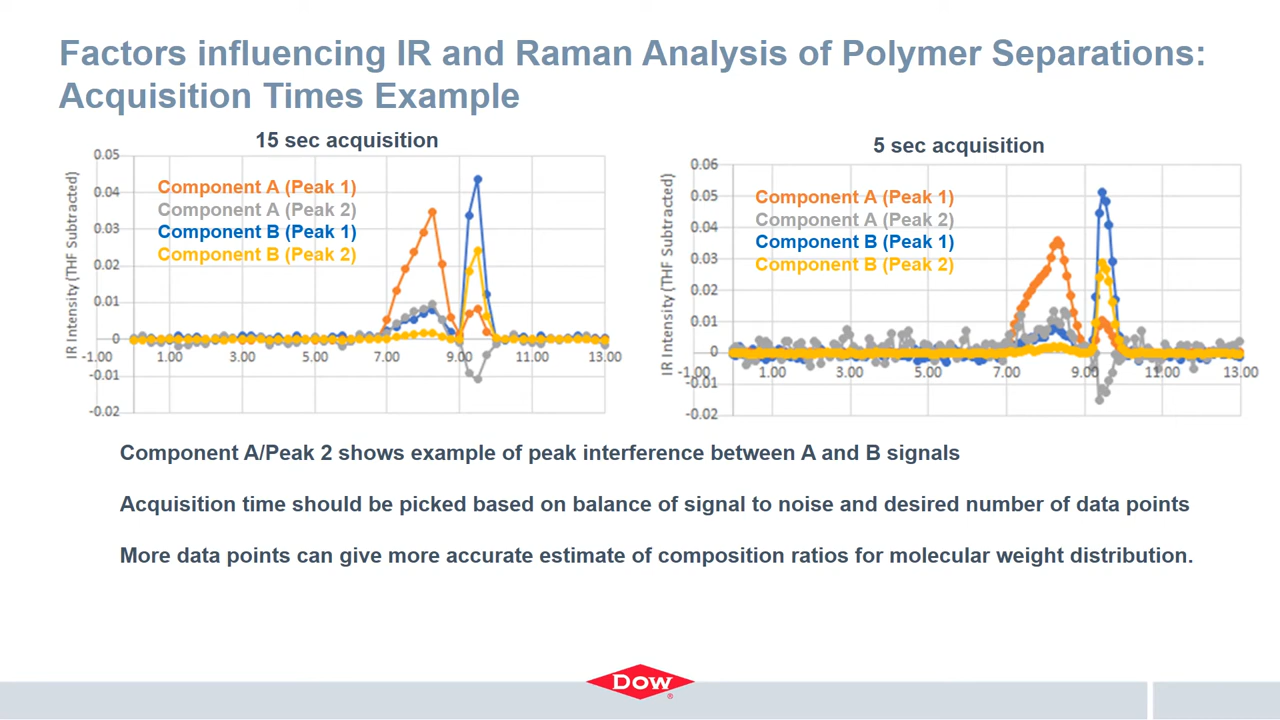 Factors influencing IR and Raman Analysis of Polymer Separations:
Acquisition Times Example
15 sec acquisition
0.05
0.04
0.03
0.02
0.01
0
-0.01
-0.02
IR Intensity (THF Subtracted)
Component A (Peak 1)
Component A (Peak 2)
Component B (Peak 1)
Component B (Peak 2)
-1.00 1.00 3.00 5.00 7.00 9.00 11.00 13.00
5 sec acquisition
0.06
0.05
0.04
0.03
0.02
0.01
0
-0.01
-0.02
IR Intensity (THF Subtracted)
Component A (Peak 1)
Component A (Peak 2)
Component B (Peak 1)
Component B (Peak 2)
-1.00 1.00 3.00 5.00 7.00 9.00 11.00 13.00
Component A/Peak 2 shows example of peak interference between A and B signals
Acquisition time should be picked based on balance of signal to noise and desired number of data points
More data points can give more accurate estimate of composition ratios for molecular weight distribution.
Dow®